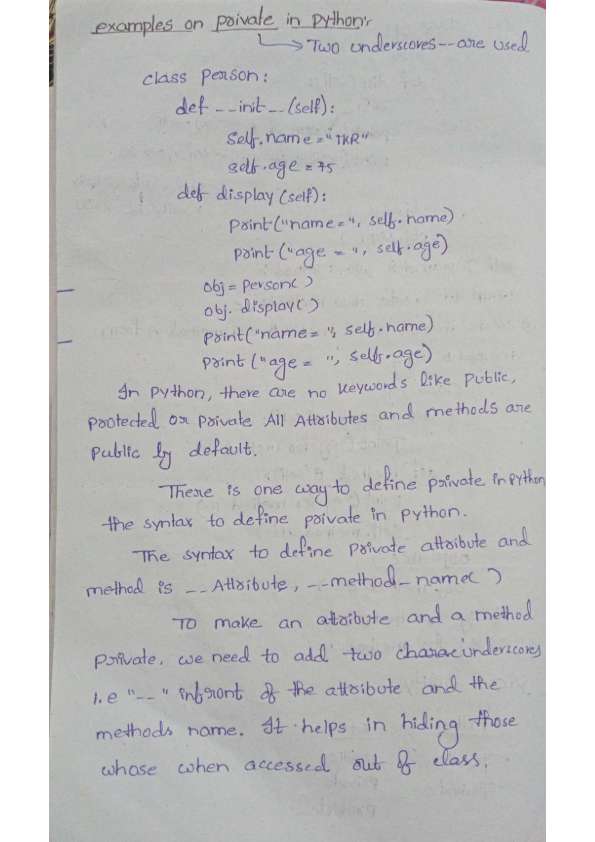 examples on private in Python:
Two underscores -- are used
class Person:
def __init__(self):
self.name="TKR"
self.age = 75
def display (self):
Print("name=", self.name)
print ("age = ", self.age)
obj = Person()
obj. display()
print("name= ", self.name)
print ("age = ", self.age)
In python, there are no keywords like Public,
protected or private All Attributes and methods are
public by default.
There is one way to define private in python
the syntax to define private in python.
The syntax to define private attribute and
method is __Attribute, __method_name()
To make an attribute and a method
Private, we need to add two charac underscores
i.e "__" infront of the attribute and the
methods name. It helps in hiding those
whose when accessed out of class.